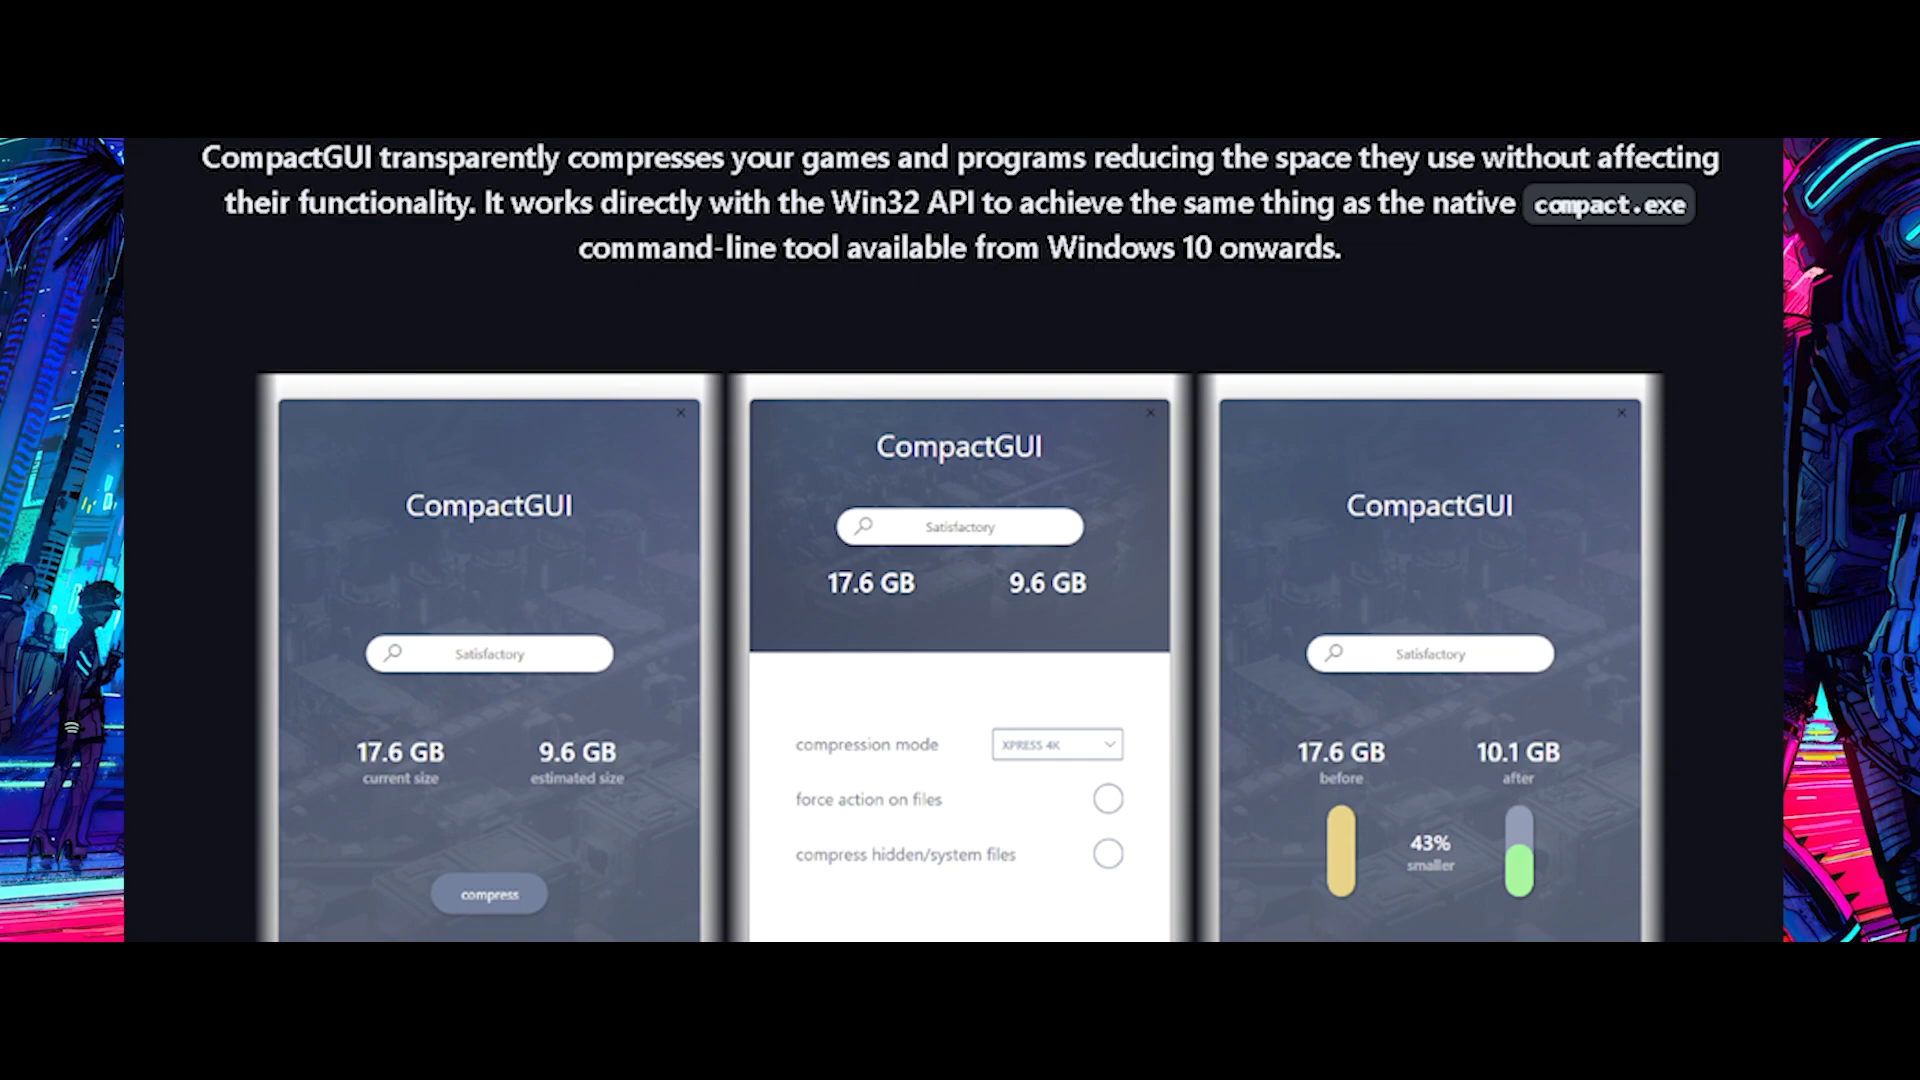 CompactGUI transparently compresses your games and programs reducing the space they use without affecting
their functionality. It works directly with the Win32 API to achieve the same thing as the native compact.exe
command-line tool available from Windows 10 onwards.
CompactGUI
Satisfactory
17.6 GB 9.6 GB
current size estimated size
compress
CompactGUI
Satisfactory
17.6 GB 9.6 GB
compression mode XPRESS 4K
force action on files
compress hidden/system files
CompactGUI
Satisfactory
17.6 GB 10.1 GB
before after
43%
smaller